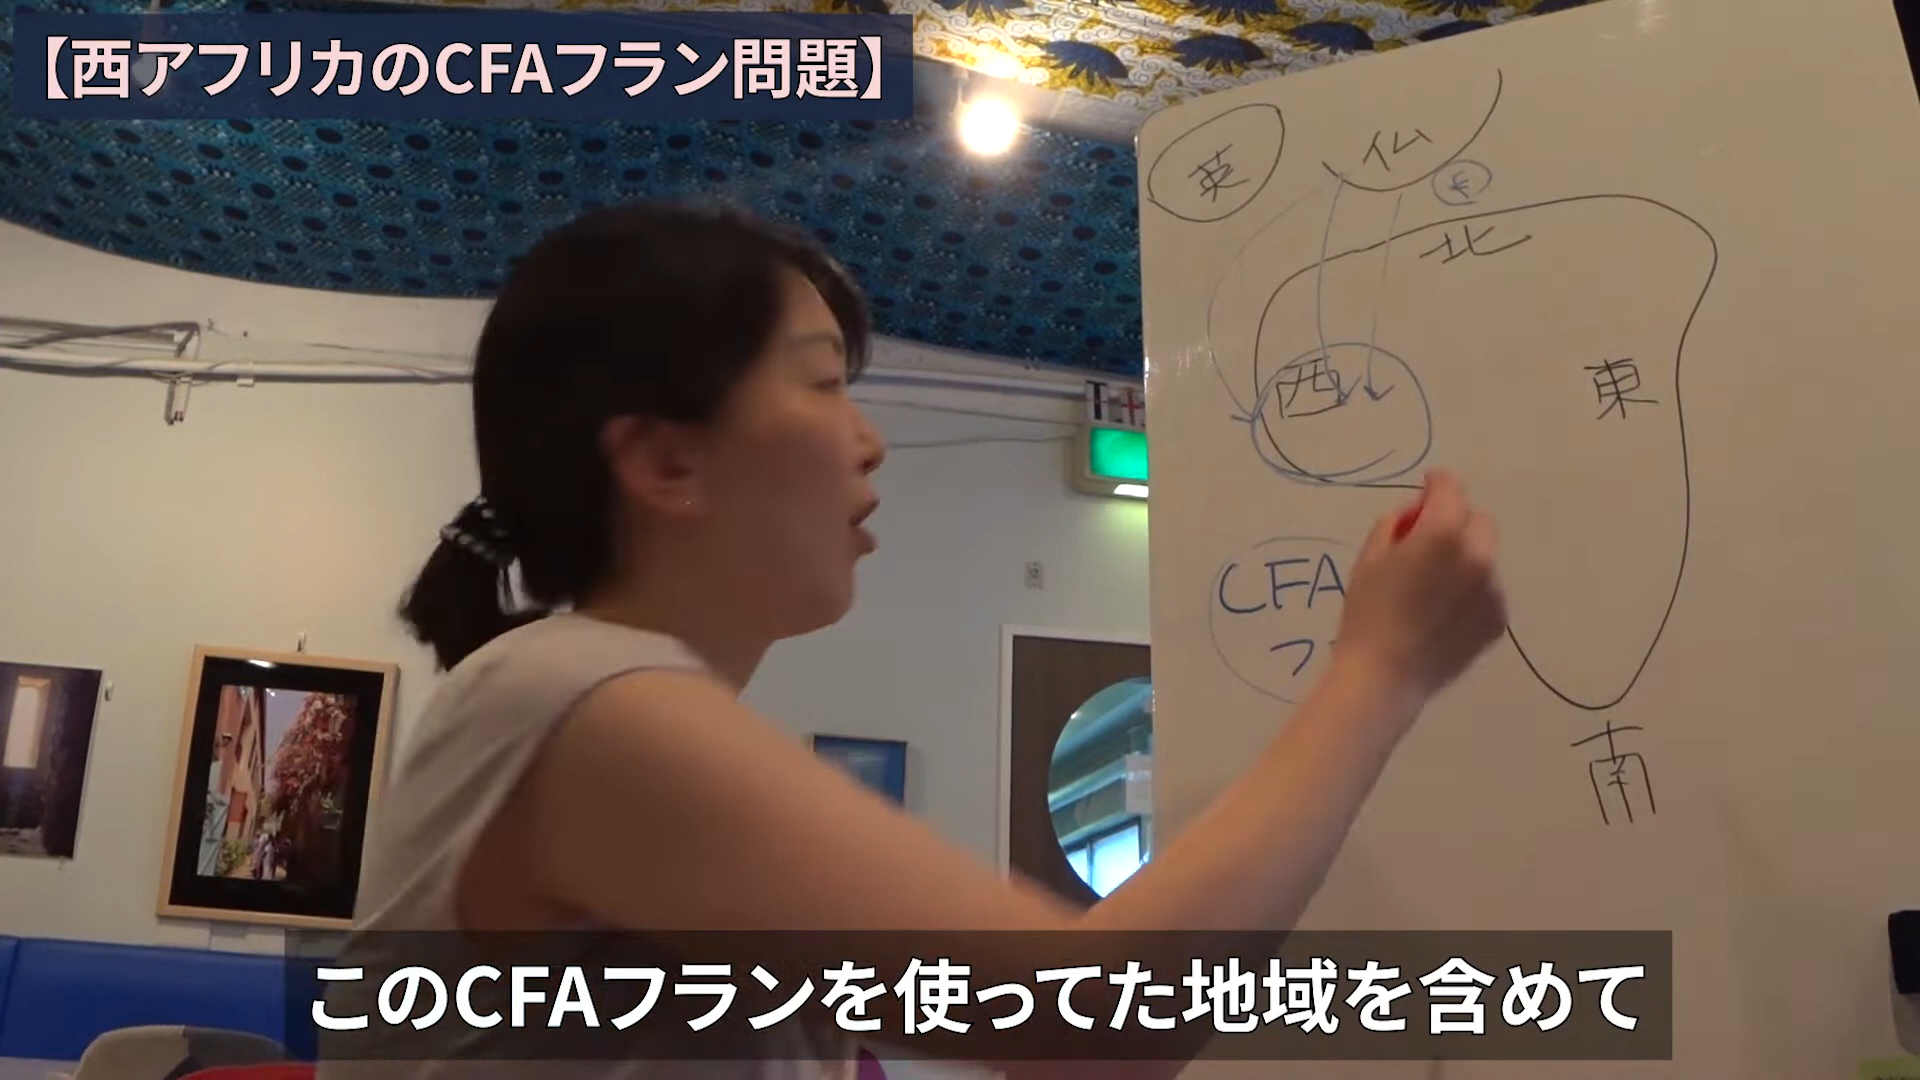 【西アフリカのCFAフラン問題】
英
仏
€
北
西
東
CFA
フ
南
このCFAフランを使ってた地域を含めて